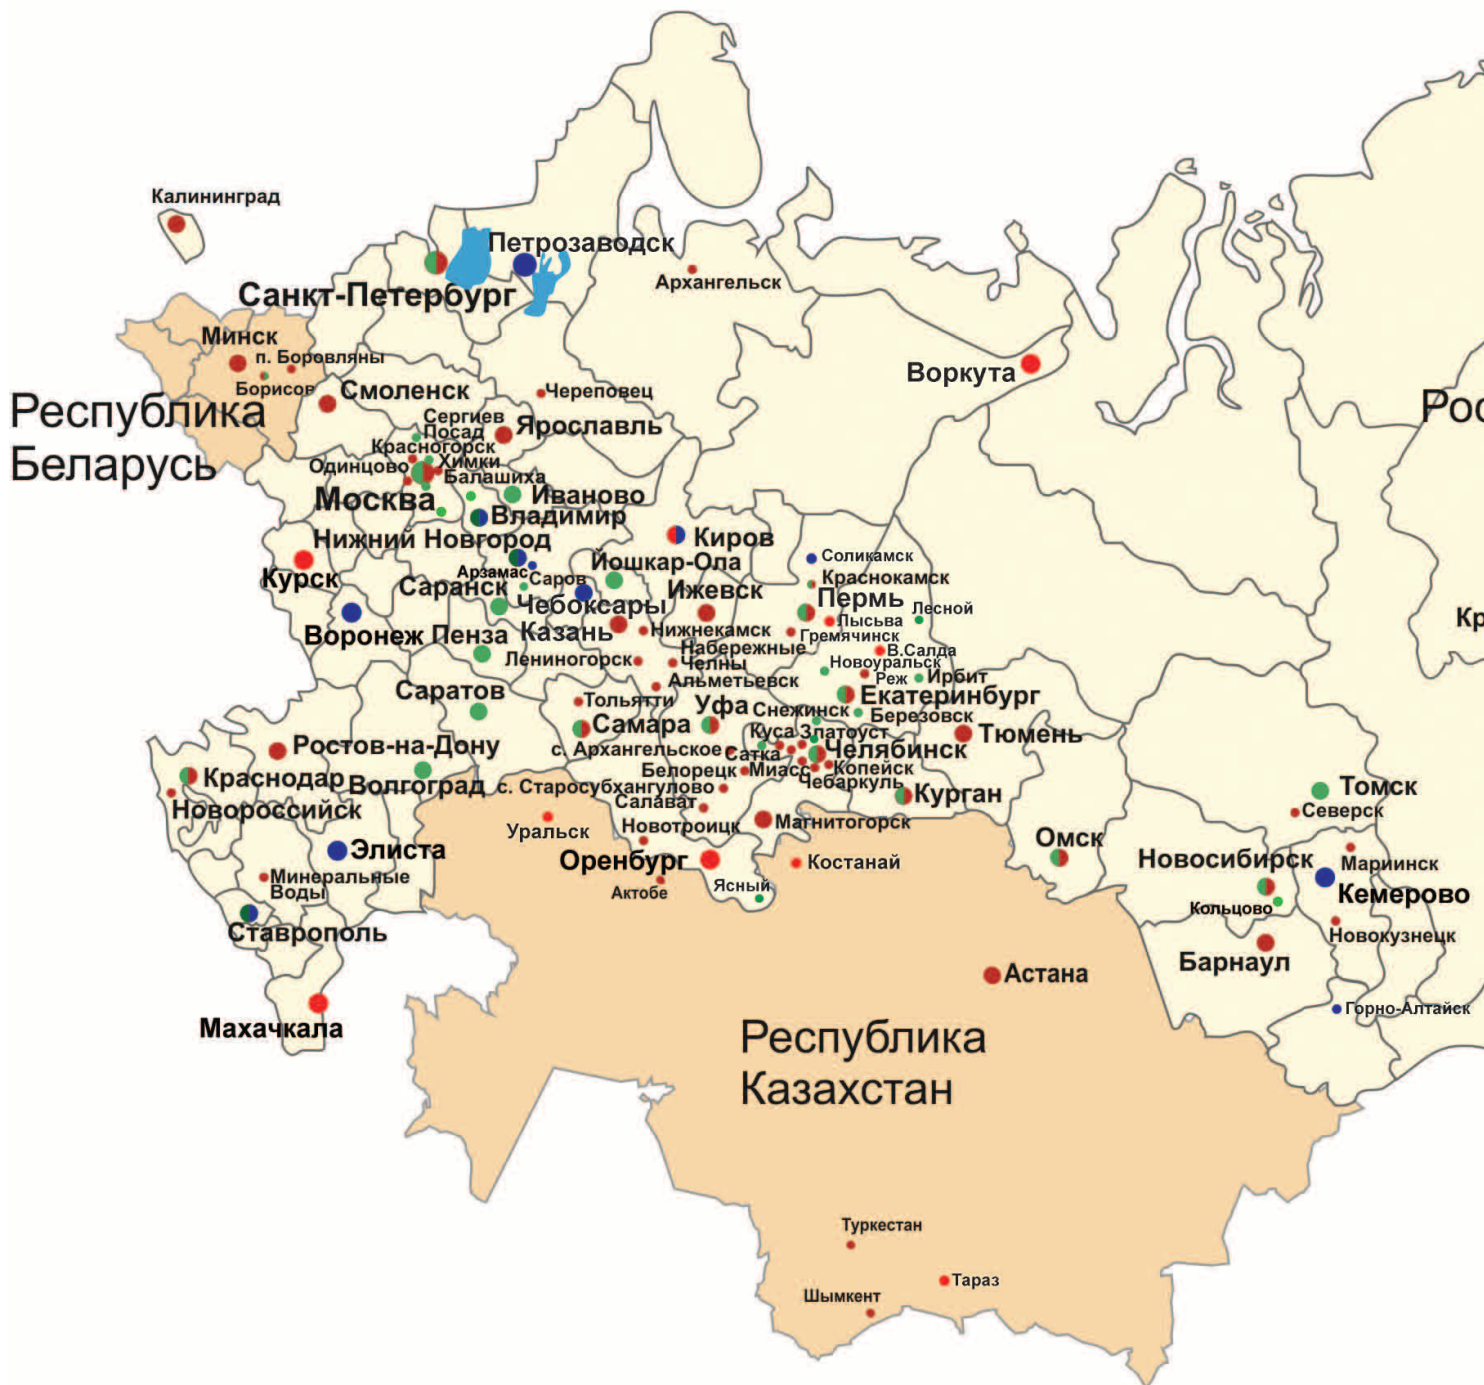 Калининград
Петрозаводск
Архангельск
Санкт-Петербург
Минск
п. Боровляны
Борисов
Воркута
Смоленск
Череповец
Республика
Беларусь
Рос
Сергиев
Посад
Ярославль
Красногорск
Одинцово
Химки
Балашиха
Москва
Иваново
Владимир
Нижний Новгород
Киров
Йошкар-Ола
Соликамск
Курск
Арзамас
Саров
Саранск
Чебоксары
Ижевск
Краснокамск
Пермь
Лесной
Лысьва
Кр
Воронеж
Пенза
Казань
Нижнекамск
Гремячинск
Набережные
Челны
В.Салда
Лениногорск
Новоуральск
Реж
Ирбит
Альметьевск
Саратов
Тольятти
Уфа
Екатеринбург
Снежинск
Березовск
Самара
Куса
Златоуст
Тюмень
Ростов-на-Дону
с. Архангельское
Сатка
Челябинск
Краснодар
Волгоград
Белорецк
Миасс
Копейск
Чебаркуль
с. Старосубхангулово
Курган
Томск
Новороссийск
Салават
Северск
Уральск
Новотроицк
Магнитогорск
Омск
Элиста
Оренбург
Костанай
Новосибирск
Мариинск
Минеральные
Воды
Актобе
Ясный
Кемерово
Кольцово
Ставрополь
Новокузнецк
Барнаул
Астана
Махачкала
Горно-Алтайск
Республика
Казахстан
Туркестан
Тараз
Шымкент